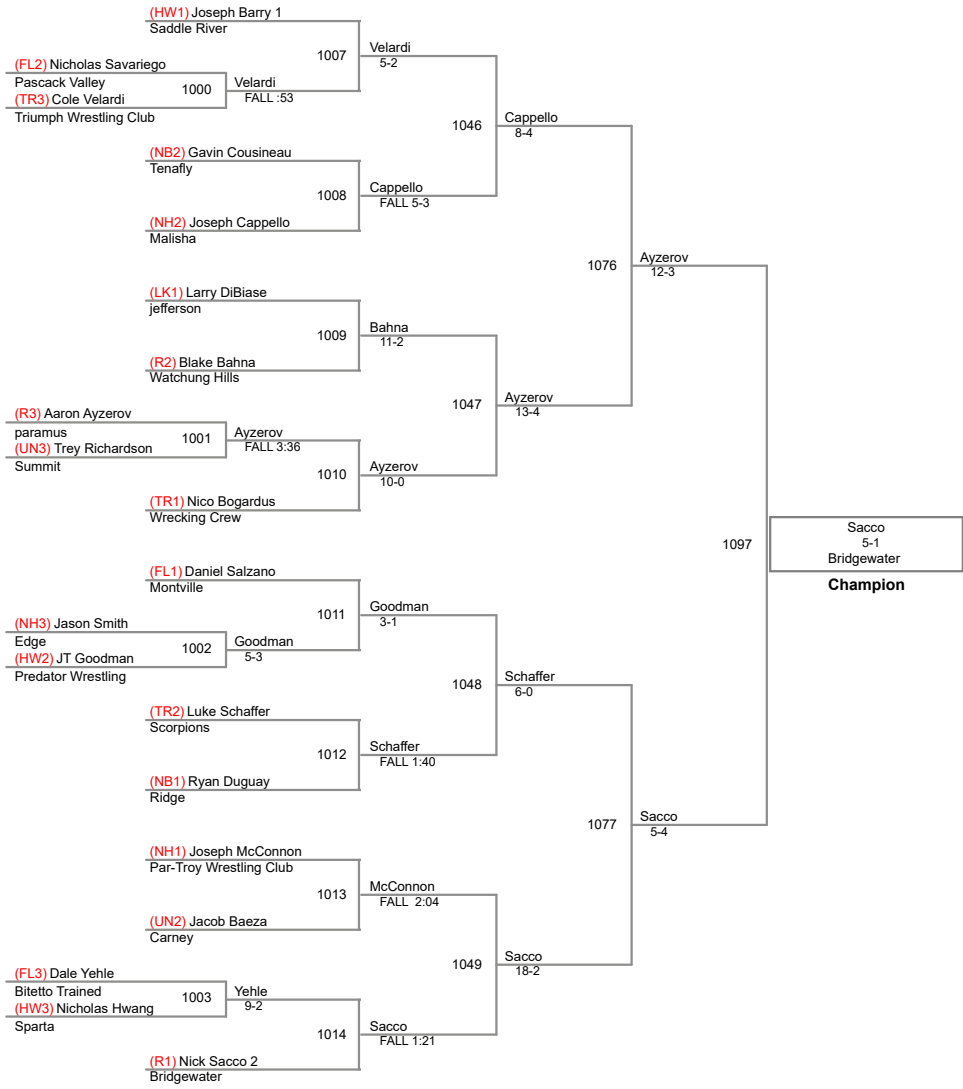 (HW1) Joseph Barry 1
Saddle River
1007
Velardi
5-2
(FL2) Nicholas Savariego
Pascack Valley
1000
Velardi
FALL :53
(TR3) Cole Velardi
Triumph Wrestling Club
1046
Cappello
8-4
(NB2) Gavin Cousineau
Tenafly
1008
Cappello
FALL 5-3
(NH2) Joseph Cappello
Malisha
1076
Ayzerov
12-3
(LK1) Larry DiBiase
jefferson
1009
Bahna
11-2
(R2) Blake Bahna
Watchung Hills
1047
Ayzerov
13-4
(R3) Aaron Ayzerov
paramus
1001
Ayzerov
FALL 3:36
(UN3) Trey Richardson
Summit
1010
Ayzerov
10-0
(TR1) Nico Bogardus
Wrecking Crew
1097
Sacco
5-1
Bridgewater
Champion
(FL1) Daniel Salzano
Montville
1011
Goodman
3-1
(NH3) Jason Smith
Edge
1002
Goodman
5-3
(HW2) JT Goodman
Predator Wrestling
1048
Schaffer
6-0
(TR2) Luke Schaffer
Scorpions
1012
Schaffer
FALL 1:40
(NB1) Ryan Duguay
Ridge
1077
Sacco
5-4
(NH1) Joseph McConnon
Par-Troy Wrestling Club
1013
McConnon
FALL 2:04
(UN2) Jacob Baeza
Carney
1049
Sacco
18-2
(FL3) Dale Yehle
Bitetto Trained
1003
Yehle
9-2
(HW3) Nicholas Hwang
Sparta
1014
Sacco
FALL 1:21
(R1) Nick Sacco 2
Bridgewater